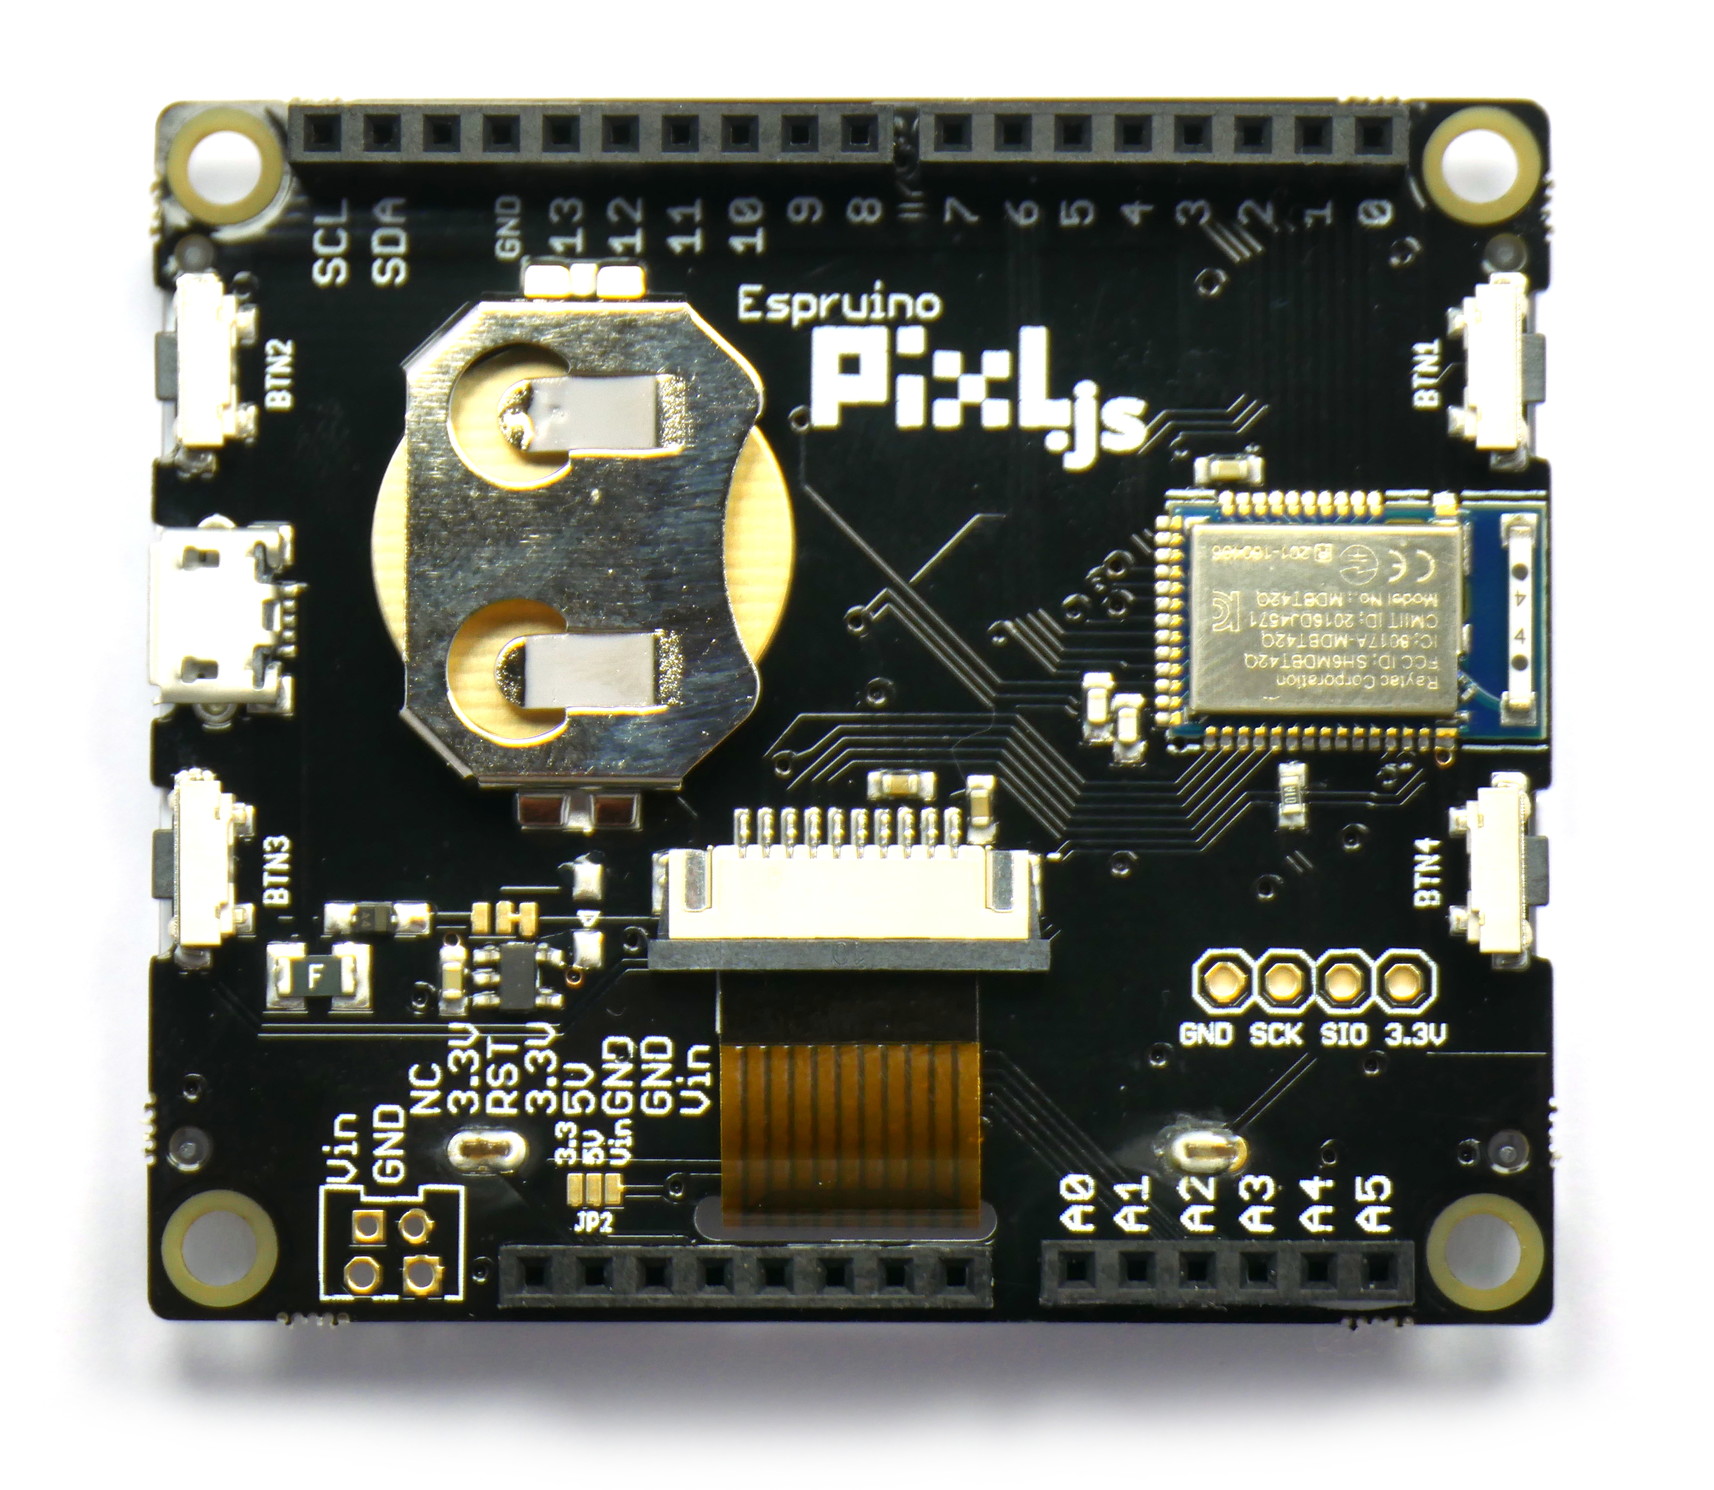 SCL
SDA
GND
13
12
11
10
9
8
7
6
5
4
3
2
1
0
Espruino
Pixl.js
BTN2
BTN1
Raytac Corporation
FCC ID:SH6MDBT42Q
IC:8017A-MDBT42Q
CMIIT ID: 2016DJ4571
Model No.: MDBT42Q
CE
4
4
BTN3
BTN4
F
GND SCK SIO 3.3V
NC
3.3V
RST
3.3V
5V
GND
GND
Vin
3.3
5V
Vin
Vin
GND
JP2
A0
A1
A2
A3
A4
A5